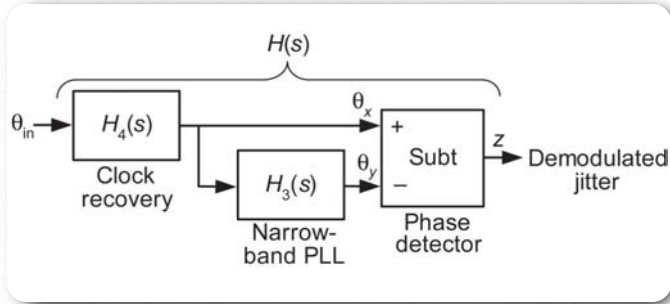 H(s)
θin
H4(s)
Clock
recovery
H3(s)
Narrow-
band PLL
θx
θy
+
Subt
–
Phase
detector
z
Demodulated
jitter